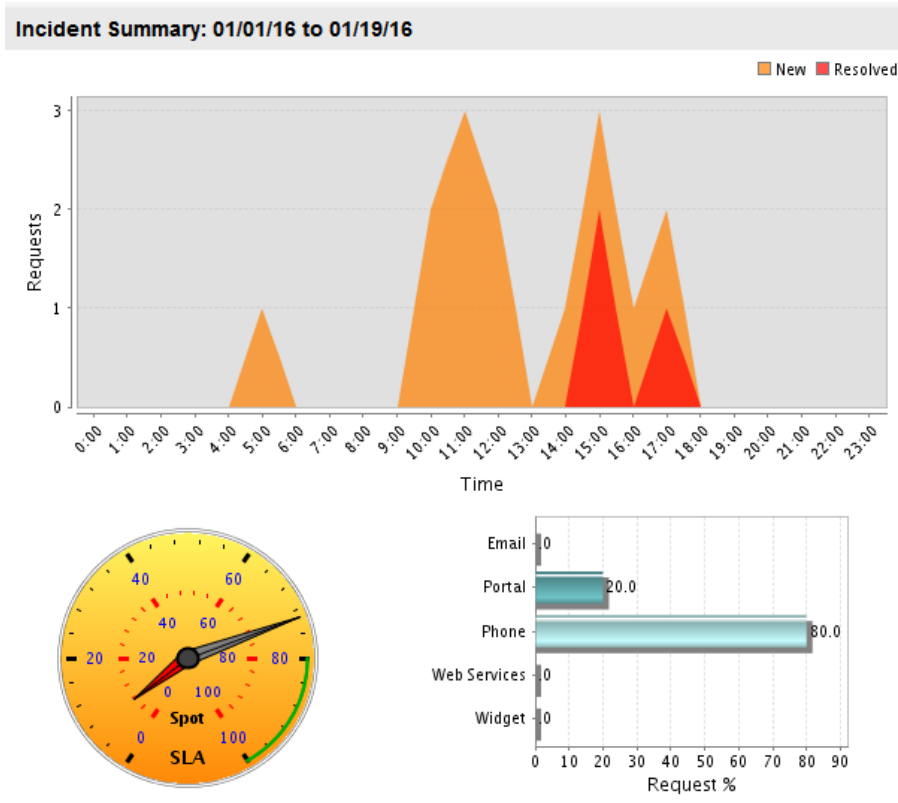 Incident Summary: 01/01/16 to 01/19/16
New Resolved
3
2
1
0
Requests
0:00 1:00 2:00 3:00 4:00 5:00 6:00 7:00 8:00 9:00 10:00 11:00 12:00 13:00 14:00 15:00 16:00 17:00 18:00 19:00 20:00 21:00 22:00 23:00
Time
40 60
40 60
20 20 80 80
0 100
Spot
0 100
SLA
Email .0
Portal 20.0
Phone 80.0
Web Services .0
Widget .0
0 10 20 30 40 50 60 70 80 90
Request %